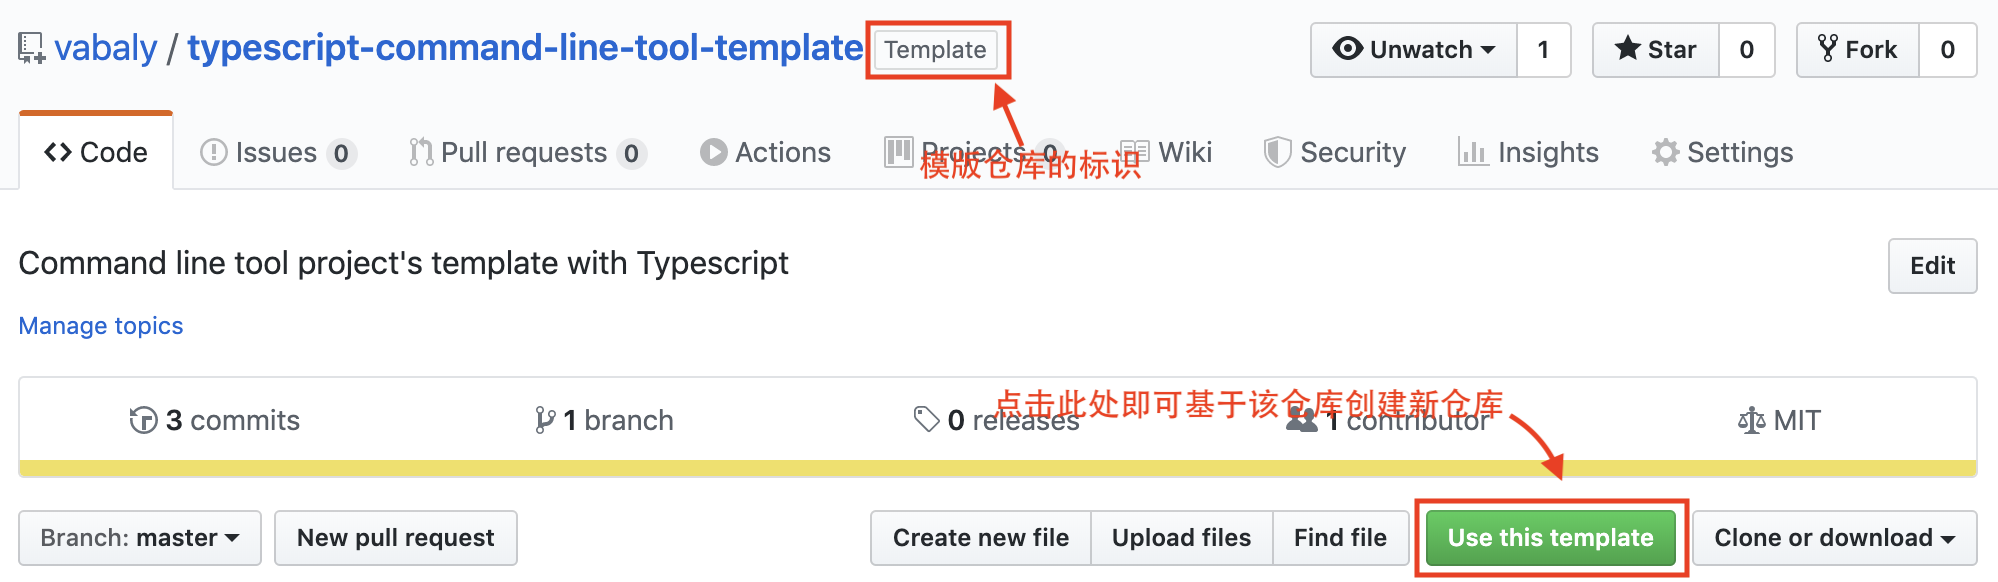 vabaly / typescript-command-line-tool-template Template Unwatch 1 Star 0 Fork 0
Code Issues 0 Pull requests 0 Actions Projects 0 Wiki Security Insights Settings
模版仓库的标识
Command line tool project's template with Typescript Edit
Manage topics
点击此处即可基于该仓库创建新仓库
3 commits 1 branch 0 releases 1 contributor MIT
Branch: master New pull request Create new file Upload files Find file Use this template Clone or download